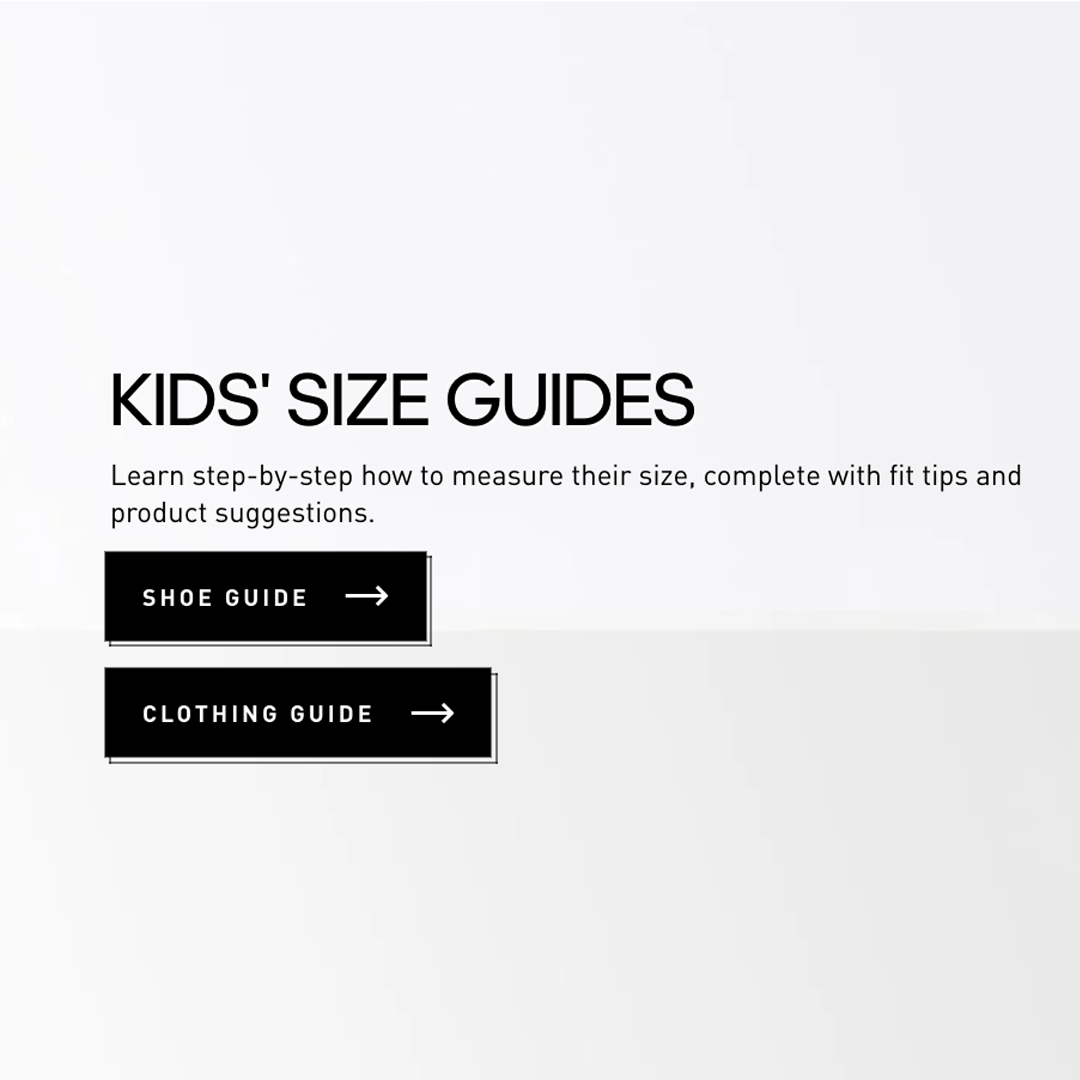 KIDS' SIZE GUIDES
Learn step-by-step how to measure their size, complete with fit tips and
product suggestions.
SHOE GUIDE
CLOTHING GUIDE